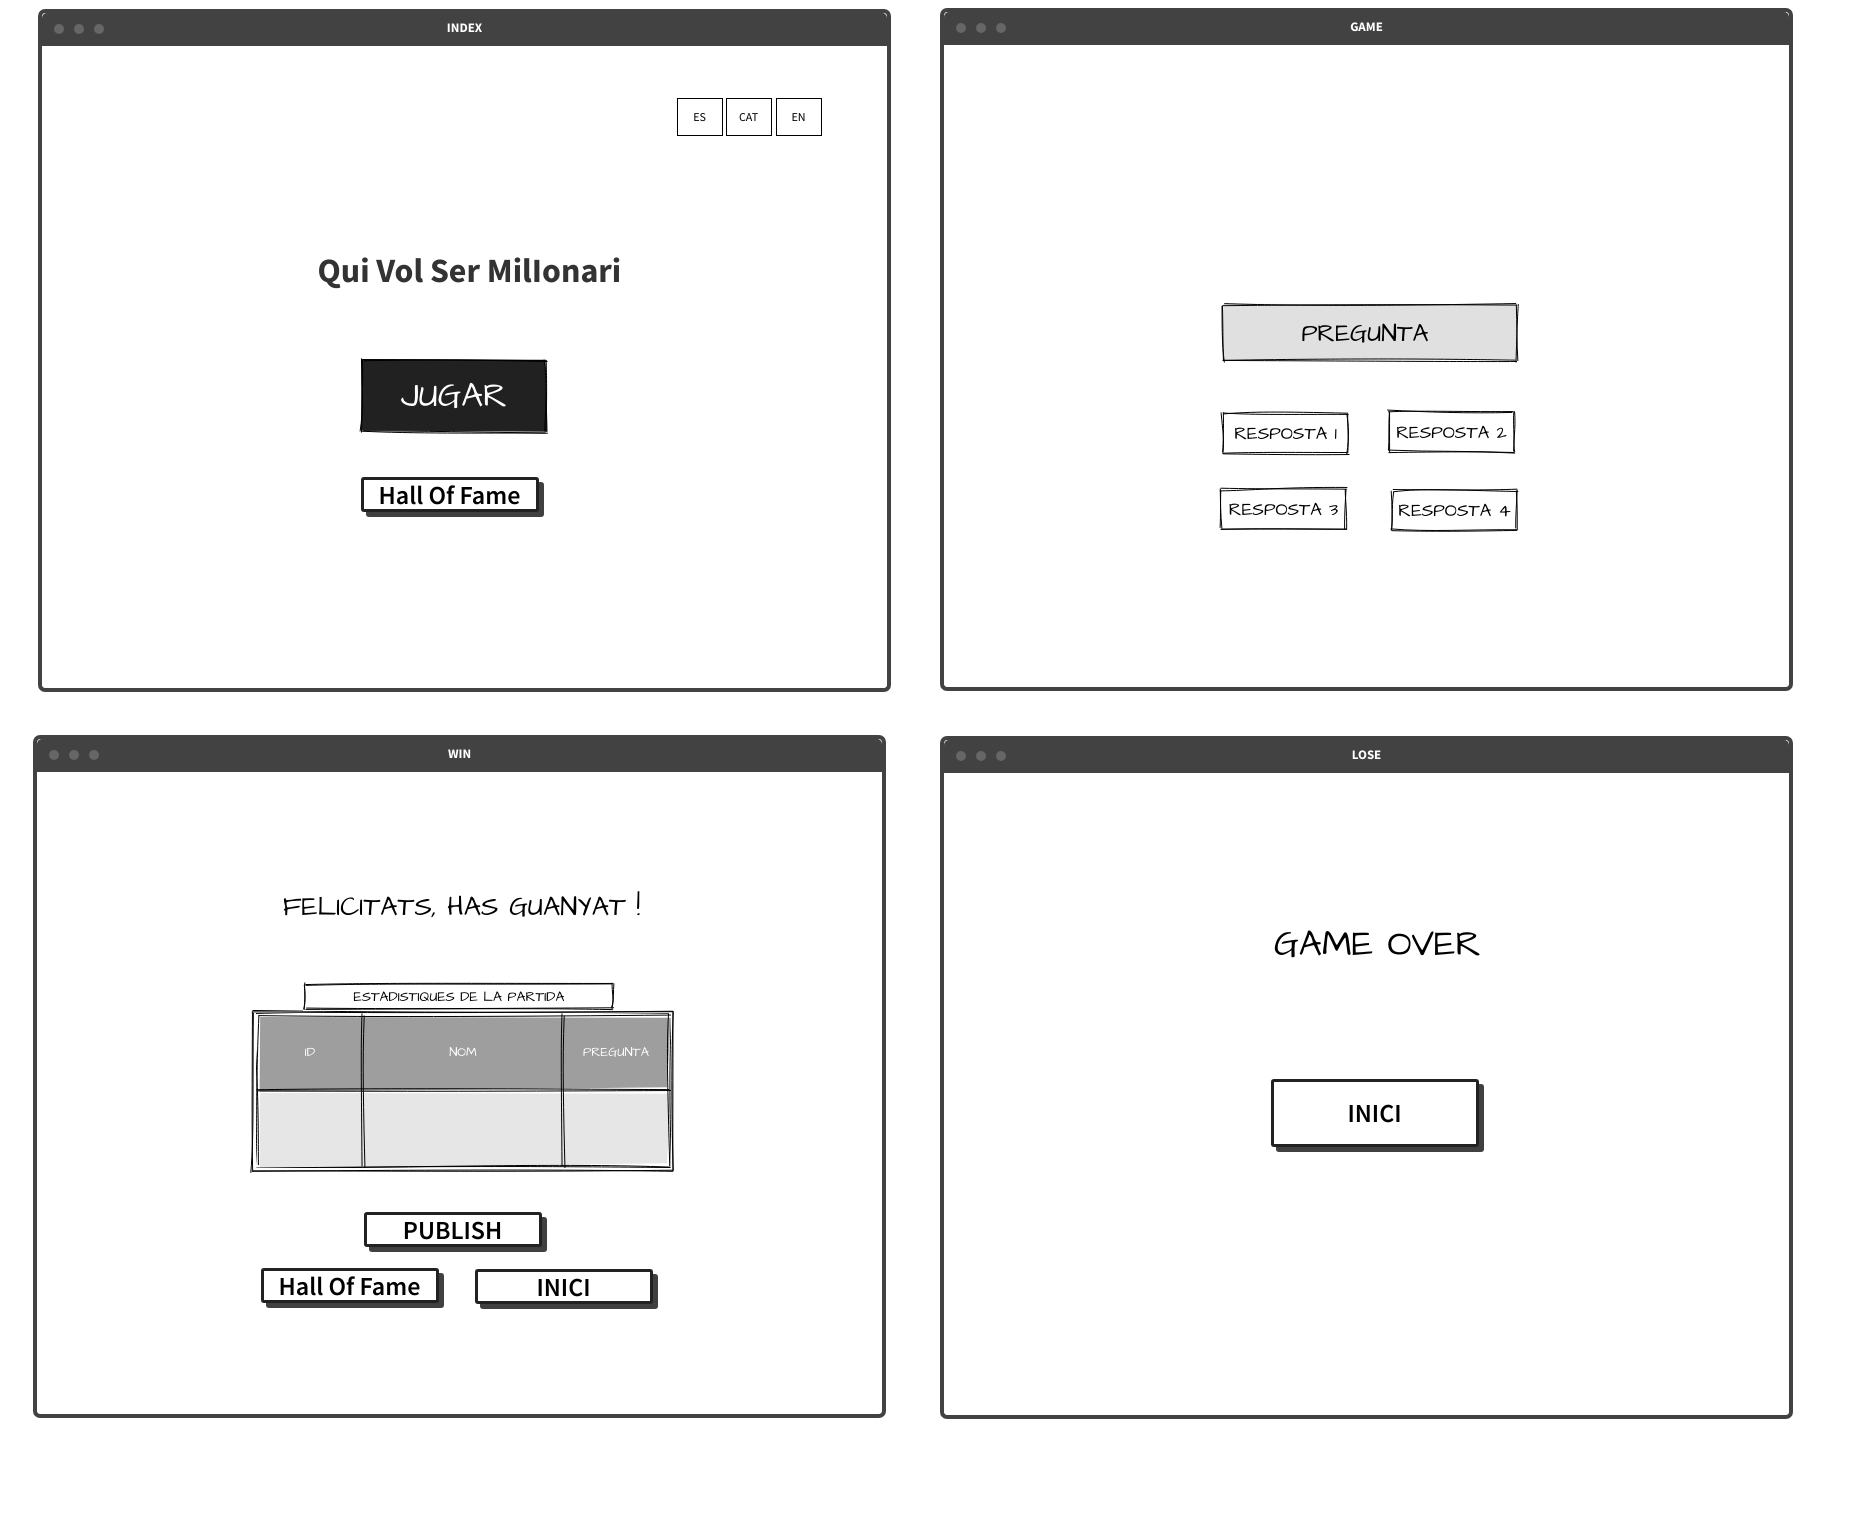 INDEX
ES CAT EN
Qui Vol Ser MilIonari
JUGAR
Hall Of Fame
GAME
PREGUNTA
RESPOSTA 1 RESPOSTA 2
RESPOSTA 3 RESPOSTA 4
WIN
FELICITATS, HAS GUANYAT !
ESTADISTIQUES DE LA PARTIDA
ID NOM PREGUNTA
PUBLISH
Hall Of Fame INICI
LOSE
GAME OVER
INICI